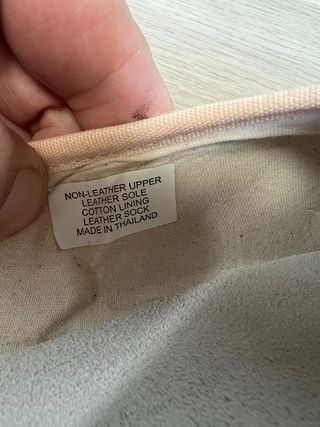 NON-LEATHER UPPER
LEATHER SOLE
COTTON LINING
LEATHER SOCK
MADE IN THAILAND